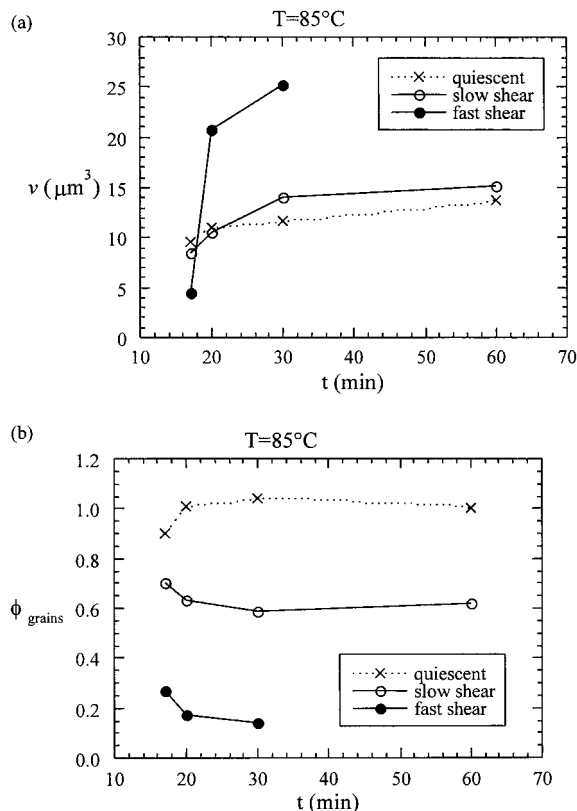 (a)
T=85°C
30
25
20
15
10
5
0
v (μm³)
quiescent
slow shear
fast shear
10 20 30 40 50 60 70
t (min)
(b)
T=85°C
1.2
1.0
0.8
0.6
0.4
0.2
0.0
ϕ grains
quiescent
slow shear
fast shear
10 20 30 40 50 60 70
t (min)